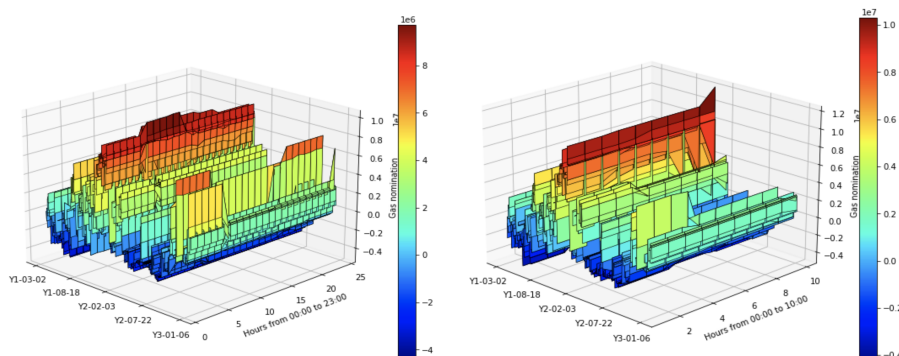 1e6
8
6
4
2
0
−2
−4
1.0
0.8
0.6
0.4
0.2
0.0
−0.2
−0.4
1e7
Gas nomination
Y1-03-02
Y1-08-18
Y2-02-03
Y2-07-22
Y3-01-06
0
5
10
15
20
25
Hours from 00:00 to 23:00
1e7
1.0
0.8
0.6
0.4
0.2
0.0
−0.2
−0.4
1.2
1.0
0.8
0.6
0.4
0.2
0.0
−0.2
−0.4
1e7
Gas nomination
Y1-03-02
Y1-08-18
Y2-02-03
Y2-07-22
Y3-01-06
2
4
6
8
10
Hours from 00:00 to 10:00